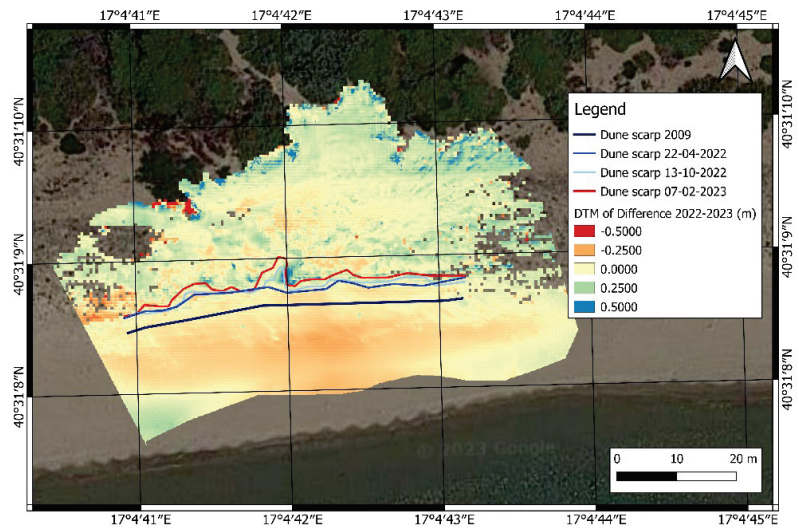 17°4'41"E 17°4'42"E 17°4'43"E 17°4'44"E 17°4'45"E
40°31'10"N
40°31'10"N
Legend
Dune scarp 2009
Dune scarp 22-04-2022
Dune scarp 13-10-2022
Dune scarp 07-02-2023
DTM of Difference 2022-2023 (m)
-0.5000
-0.2500
0.0000
0.2500
0.5000
40°31'9"N
40°31'9"N
40°31'8"N
40°31'8"N
© 2023 Google
0 10 20 m
17°4'41"E 17°4'42"E 17°4'43"E 17°4'44"E 17°4'45"E